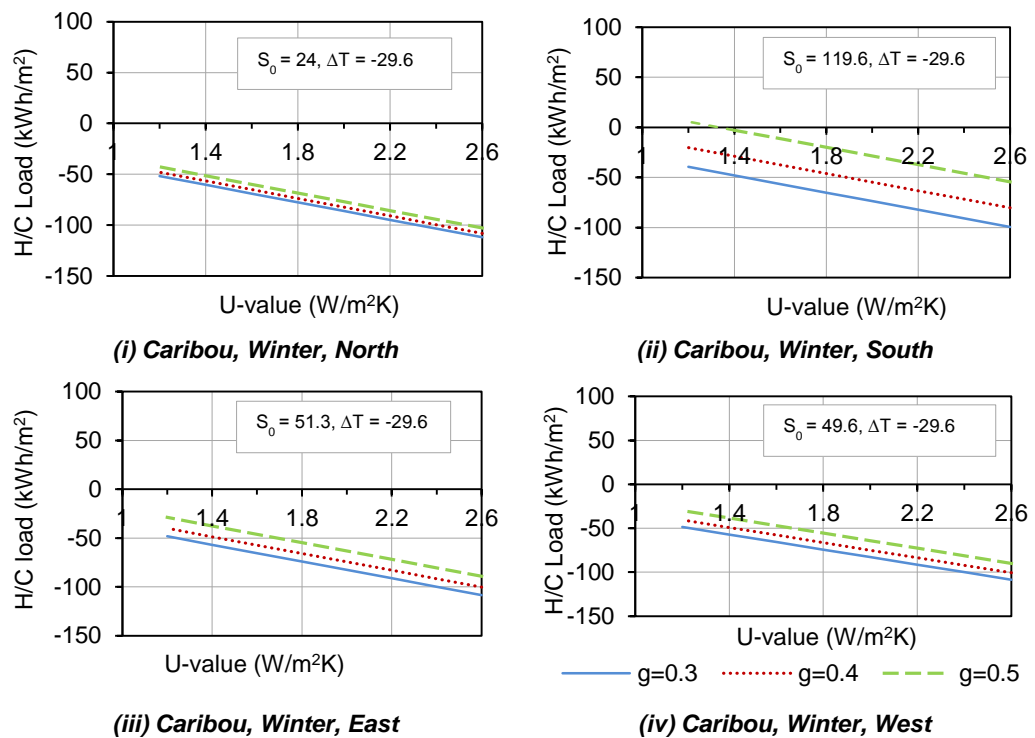 100
50
0
-50
-100
-150
1
1.4
1.8
2.2
2.6
H/C Load (kWh/m²)
S₀ = 24, ΔT = -29.6
U-value (W/m²K)
(i) Caribou, Winter, North
100
50
0
-50
-100
-150
1
1.4
1.8
2.2
2.6
H/C Load (kWh/m²)
S₀ = 119.6, ΔT = -29.6
U-value (W/m²K)
(ii) Caribou, Winter, South
100
50
0
-50
-100
-150
1
1.4
1.8
2.2
2.6
H/C load (kWh/m²)
S₀ = 51.3, ΔT = -29.6
U-value (W/m²K)
(iii) Caribou, Winter, East
100
50
0
-50
-100
-150
1
1.4
1.8
2.2
2.6
H/C Load (kWh/m²)
S₀ = 49.6, ΔT = -29.6
U-value (W/m²K)
g=0.3 g=0.4 g=0.5
(iv) Caribou, Winter, West